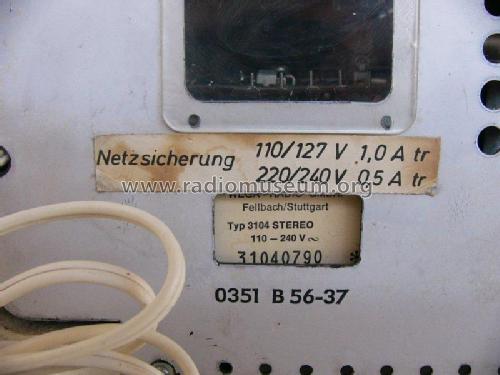 Netzsicherung 110/127 V 1,0 A tr
220/240 V 0,5 A tr
www.radiomuseum.org
Fellbach/Stuttgart
Typ 3104 STEREO
110 – 240 V ~
31040790 *
0351 B 56-37